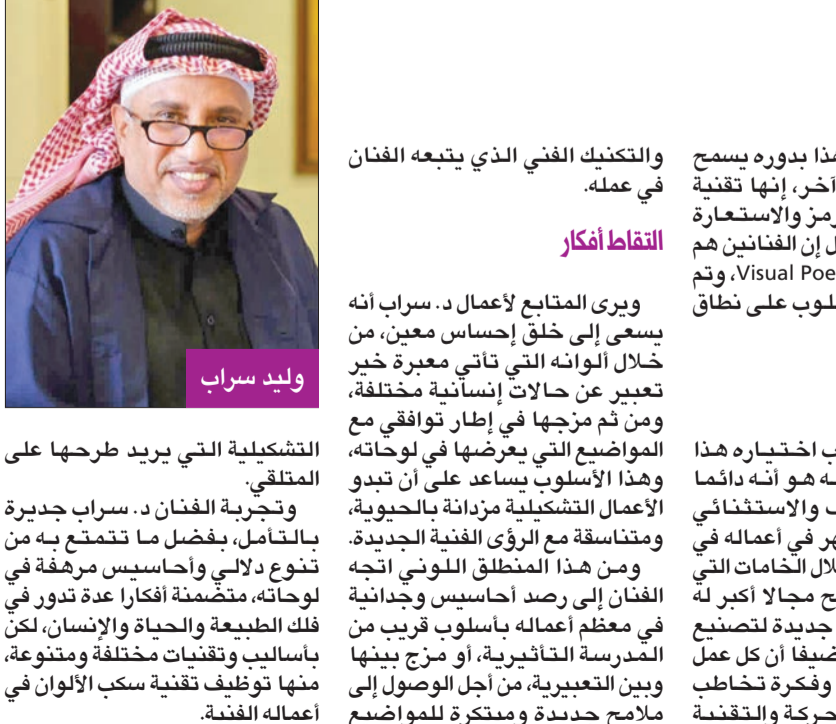 هذا بدوره يسمح
آخر، إنها تقنية
والاستعارة
إن الفنانين هم
Visual، وتم
على نطاق
اختياره هذا
هو أنه دائما
والاستثنائي
في أعماله في
الخامات التي
مجالا أكبر له
جديدة لتصنيع
أن كل عمل
وفكرة تخاطب
والتقنية
والتكنيك الفني الذي يتبعه الفنان
في عمله.
التقاط أفكار
ويرى المتابع لأعمال د. سراب أنه
يسعى إلى خلق إحساس معين، من
خلال ألوانه التي تأتي معبرة خير
تعبير عن حالات إنسانية مختلفة،
ومن ثم مزجها في إطار توافقي مع
المواضيع التي يعرضها في لوحاته،
وهذا الأسلوب يساعد على أن تبدو
الأعمال التشكيلية مزدانة بالحيوية،
ومتناسقة مع الرؤى الفنية الجديدة.
ومن هذا المنطلق اللوني اتجه
الفنان إلى رصد أحاسيس وجدانية
في معظم أعماله بأسلوب قريب من
المدرسة التأثيرية، أو مزج بينها
وبين التعبيرية، من أجل الوصول إلى
ملامح جديدة ومبتكرة للمواضيع
وليد سراب
التشكيلية التي يريد طرحها على
المتلقي.
وتجربة الفنان د. سراب جديرة
بالتأمل، بفضل ما تتمتع به من
تنوع دلالي وأحاسيس مرهفة في
لوحاته، متضمنة أفكارا عدة تدور في
فلك الطبيعة والحياة والإنسان، لكن
بأساليب وتقنيات مختلفة ومتنوعة،
منها توظيف تقنية سكب الألوان في
أعماله الفنية.